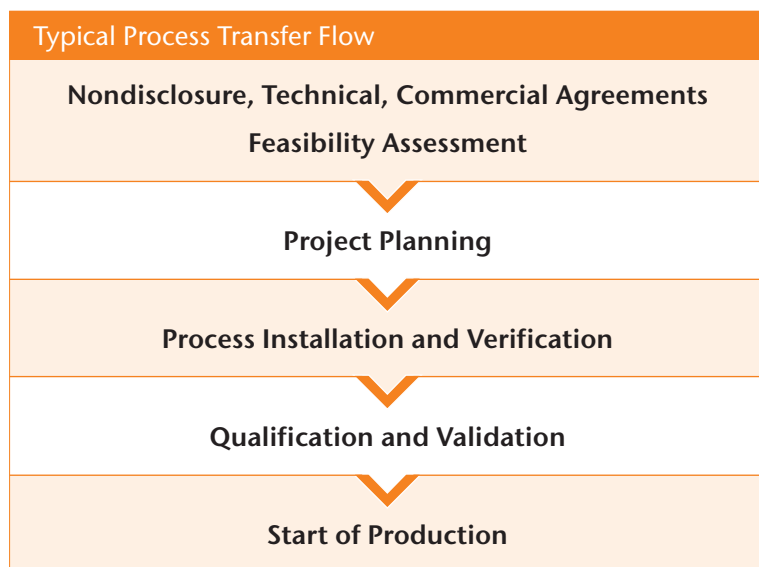 Typical Process Transfer Flow
Nondisclosure, Technical, Commercial Agreements
Feasibility Assessment
Project Planning
Process Installation and Verification
Qualification and Validation
Start of Production